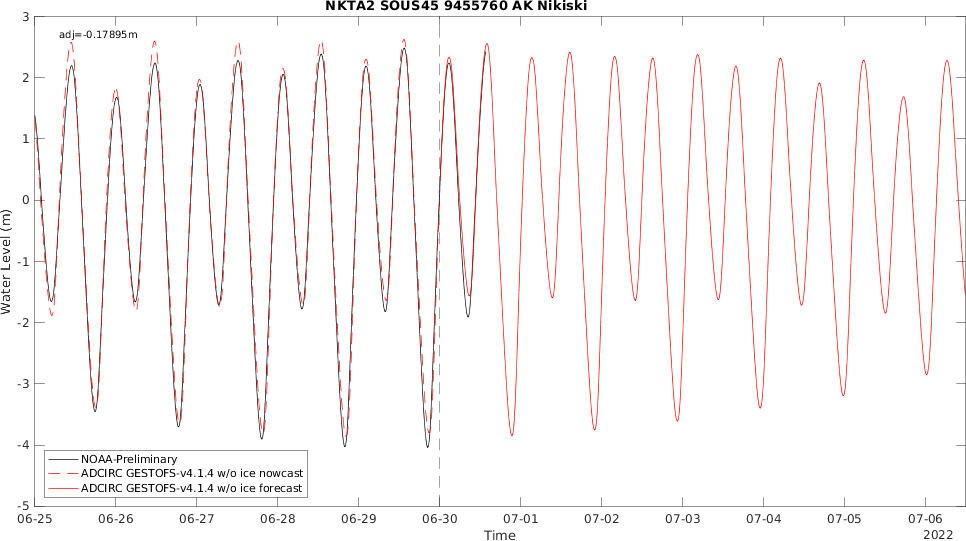 NKTA2 SOUS45 9455760 AK Nikiski
adj=-0.17895m
3
2
1
0
-1
-2
-3
-4
-5
Water Level (m)
NOAA-Preliminary
ADCIRC GESTOFS-v4.1.4 w/o ice nowcast
ADCIRC GESTOFS-v4.1.4 w/o ice forecast
06-25 06-26 06-27 06-28 06-29 06-30 07-01 07-02 07-03 07-04 07-05 07-06
Time
2022